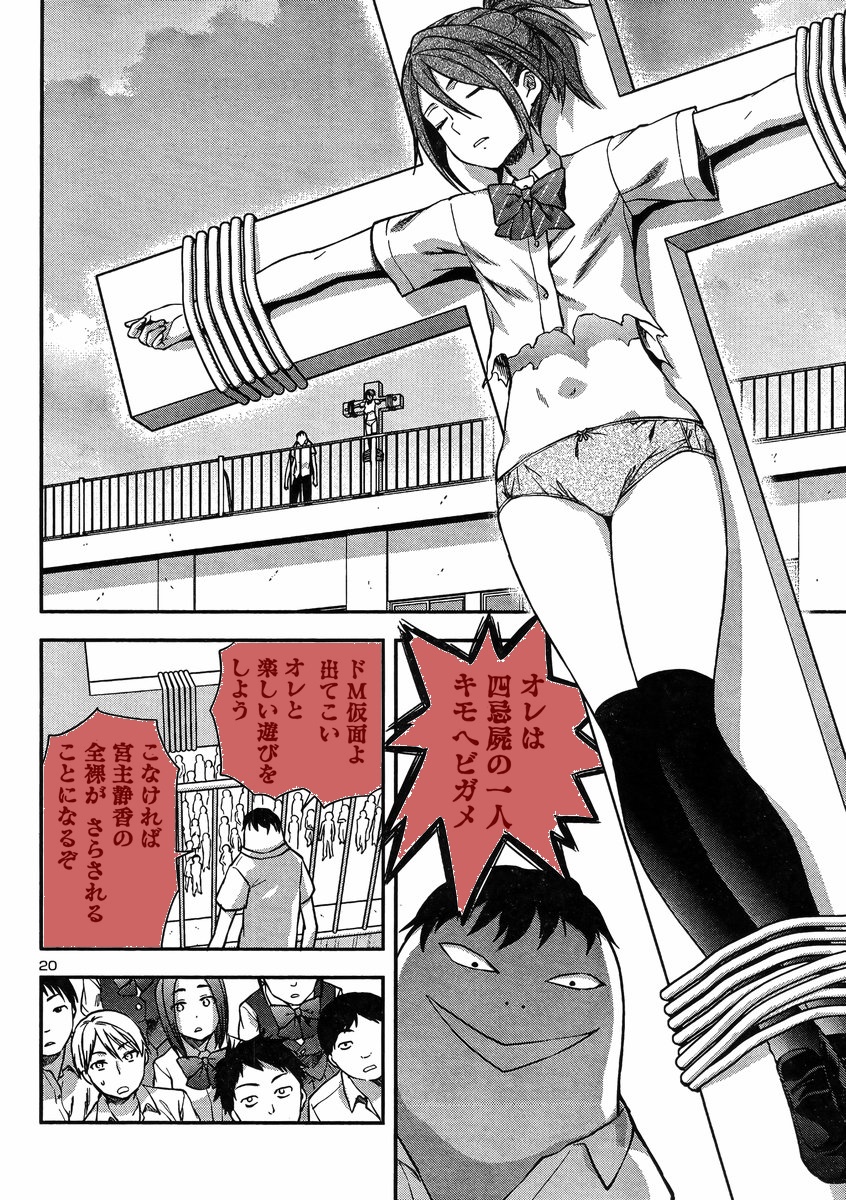 オレは
四忌屍の一人
キモヘビガメ
ドM仮面よ
出てこい
オレと
楽しい遊びを
しよう
こなければ
宮主静香の
全裸が さらされる
ことになるぞ
20